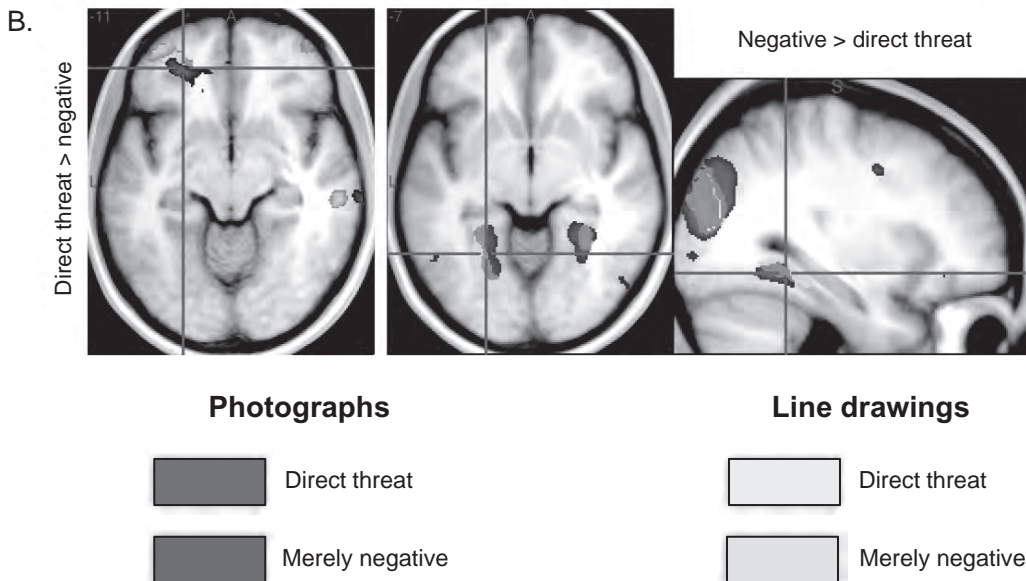 B.
Direct threat > negative
-11
A
L
-7
A
L
Negative > direct threat
S
Photographs
Line drawings
Direct threat
Direct threat
Merely negative
Merely negative